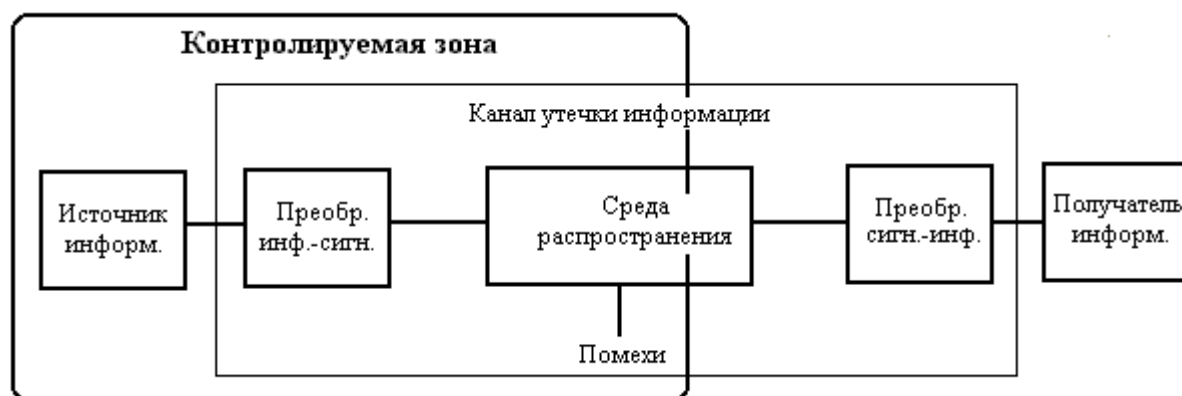 Контролируемая зона
Канал утечки информации
Источник
информ.
Преобр.
инф.-сигн.
Среда
распространения
Преобр.
сигн.-инф.
Получатель
информ.
Помехи